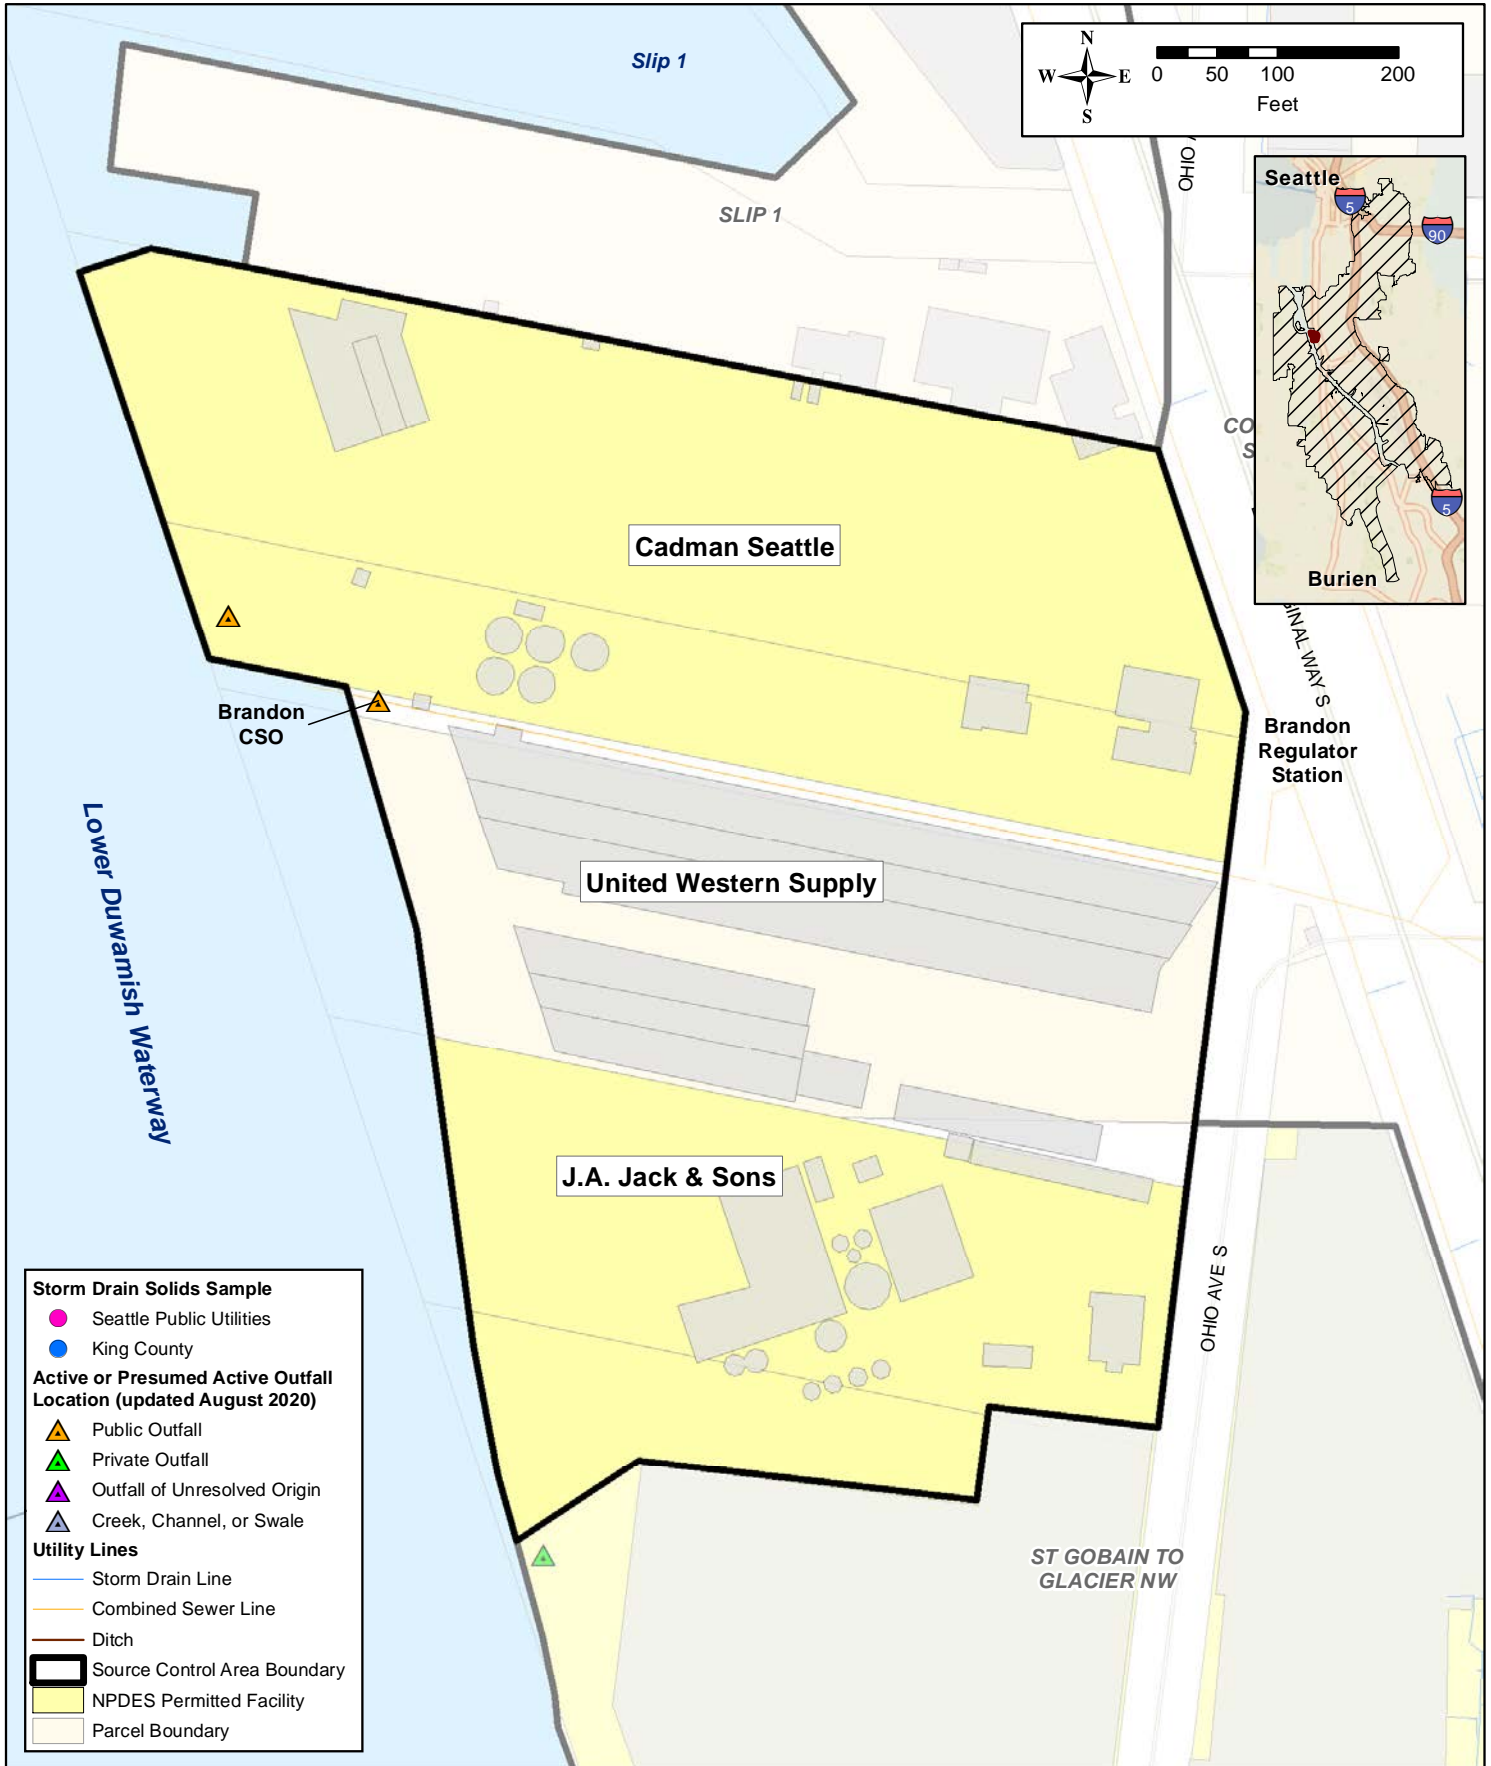 Slip 1
N
W E
S
0 50 100 200
Feet
OHIO
SLIP 1
Seattle
5
90
5
Burien
CO
S
GINAL WAY S
Cadman Seattle
Brandon
CSO
Brandon
Regulator
Station
United Western Supply
Lower Duwamish Waterway
J.A. Jack & Sons
OHIO AVE S
ST GOBAIN TO
GLACIER NW
Storm Drain Solids Sample
Seattle Public Utilities
King County
Active or Presumed Active Outfall
Location (updated August 2020)
Public Outfall
Private Outfall
Outfall of Unresolved Origin
Creek, Channel, or Swale
Utility Lines
Storm Drain Line
Combined Sewer Line
Ditch
Source Control Area Boundary
NPDES Permitted Facility
Parcel Boundary